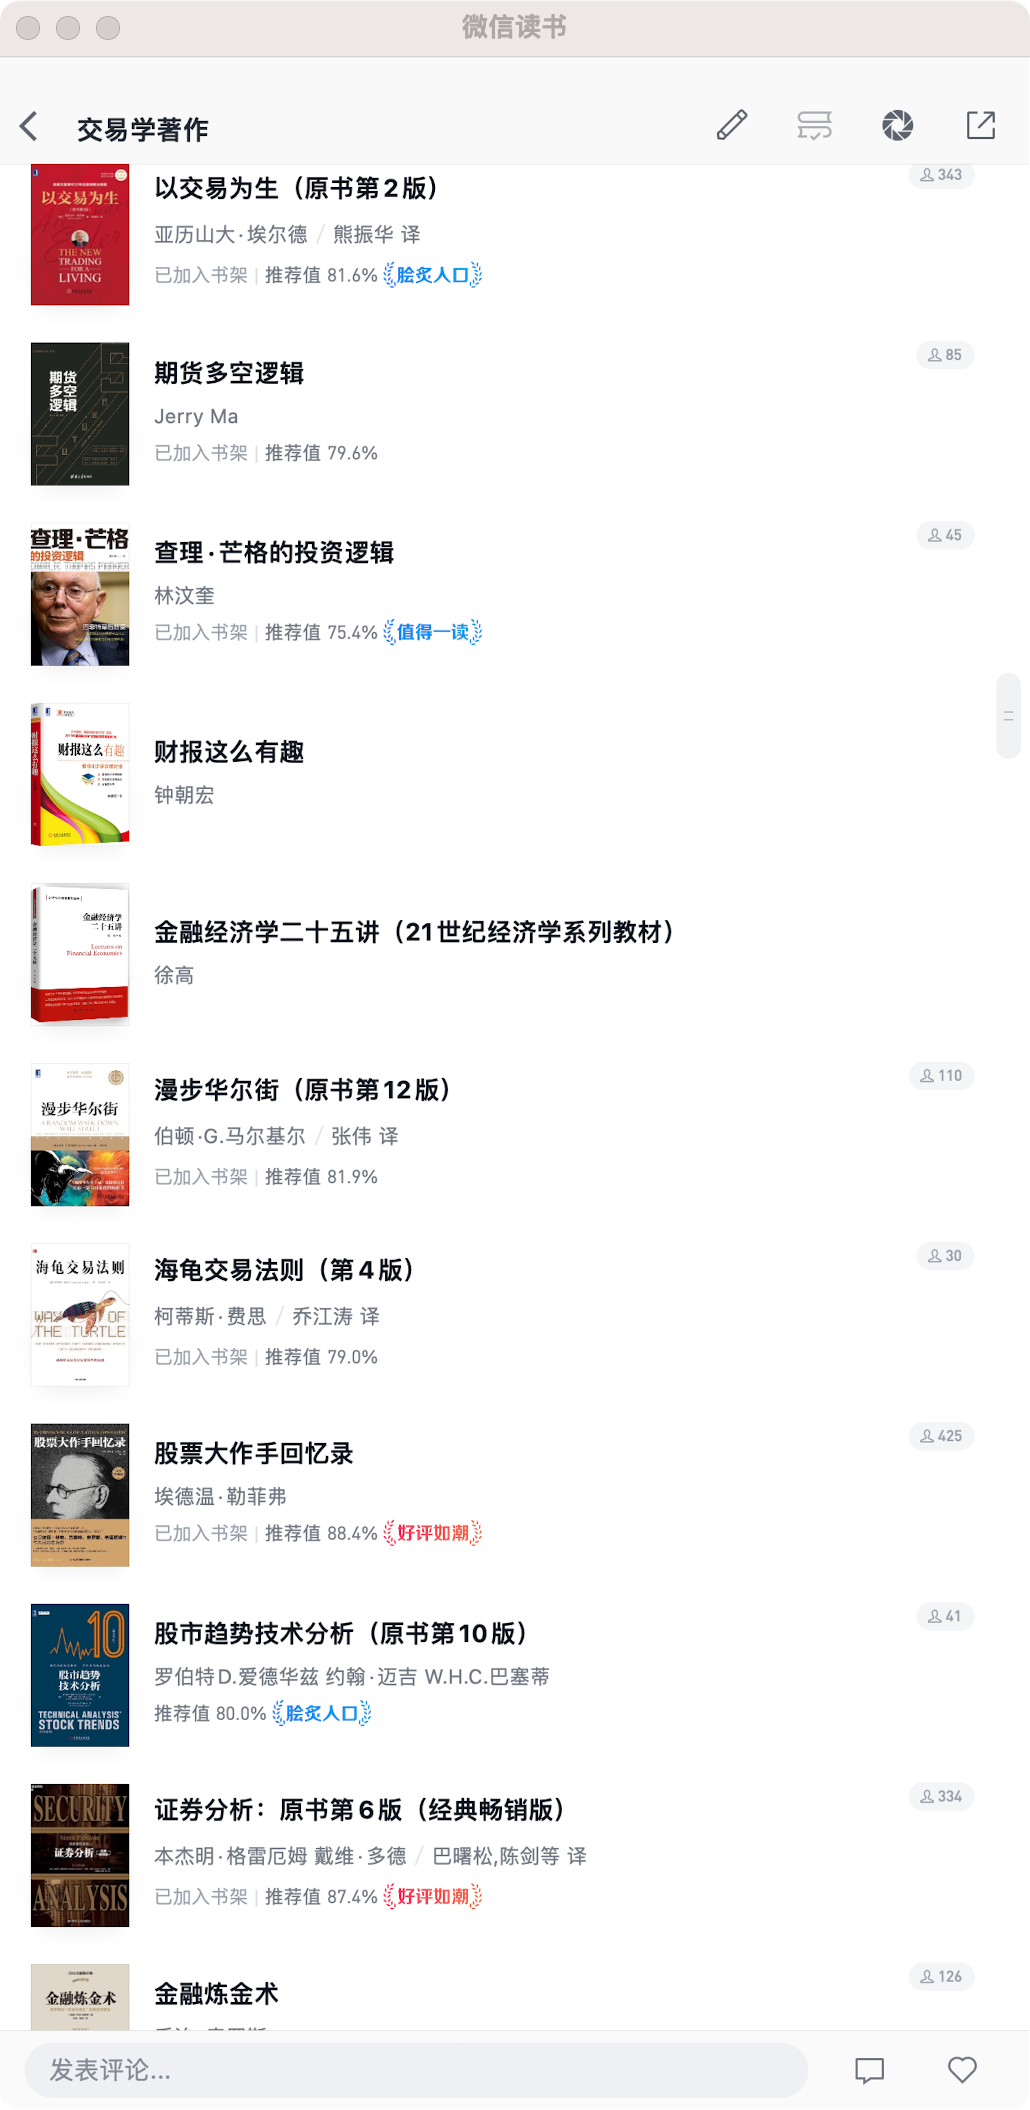 微信读书
交易学著作
以交易为生
THE NEW
TRADING
FOR A
LIVING
以交易为生（原书第2版）
343
亚历山大·埃尔德 / 熊振华 译
已加入书架 | 推荐值 81.6% 脍炙人口
期货
多空
逻辑
期货多空逻辑
85
Jerry Ma
已加入书架 | 推荐值 79.6%
查理·芒格
的投资逻辑
查理·芒格的投资逻辑
45
林汶奎
已加入书架 | 推荐值 75.4% 值得一读
财报这么有趣
财报这么有趣
财报这么有趣
钟朝宏
金融经济学
二十五讲
Lectures on
Financial Economics
金融经济学二十五讲（21世纪经济学系列教材）
徐高
漫步华尔街
A RANDOM WALK DOWN
WALL STREET
漫步华尔街（原书第12版）
110
伯顿·G.马尔基尔 / 张伟 译
已加入书架 | 推荐值 81.9%
海龟交易法则
WAY OF
THE TURTLE
海龟交易法则（第4版）
30
柯蒂斯·费思 / 乔江涛 译
已加入书架 | 推荐值 79.0%
股票大作手回忆录
股票大作手回忆录
425
埃德温·勒菲弗
已加入书架 | 推荐值 88.4% 好评如潮
10
股市趋势
技术分析
TECHNICAL ANALYSIS
STOCK TRENDS
股市趋势技术分析（原书第10版）
41
罗伯特D.爱德华兹 约翰·迈吉 W.H.C.巴塞蒂
推荐值 80.0% 脍炙人口
SECURITY
Sixth Edition
证券分析
ANALYSIS
证券分析：原书第6版（经典畅销版）
334
本杰明·格雷厄姆 戴维·多德 / 巴曙松,陈剑等 译
已加入书架 | 推荐值 87.4% 好评如潮
金融炼金术
金融炼金术
126
发表评论...